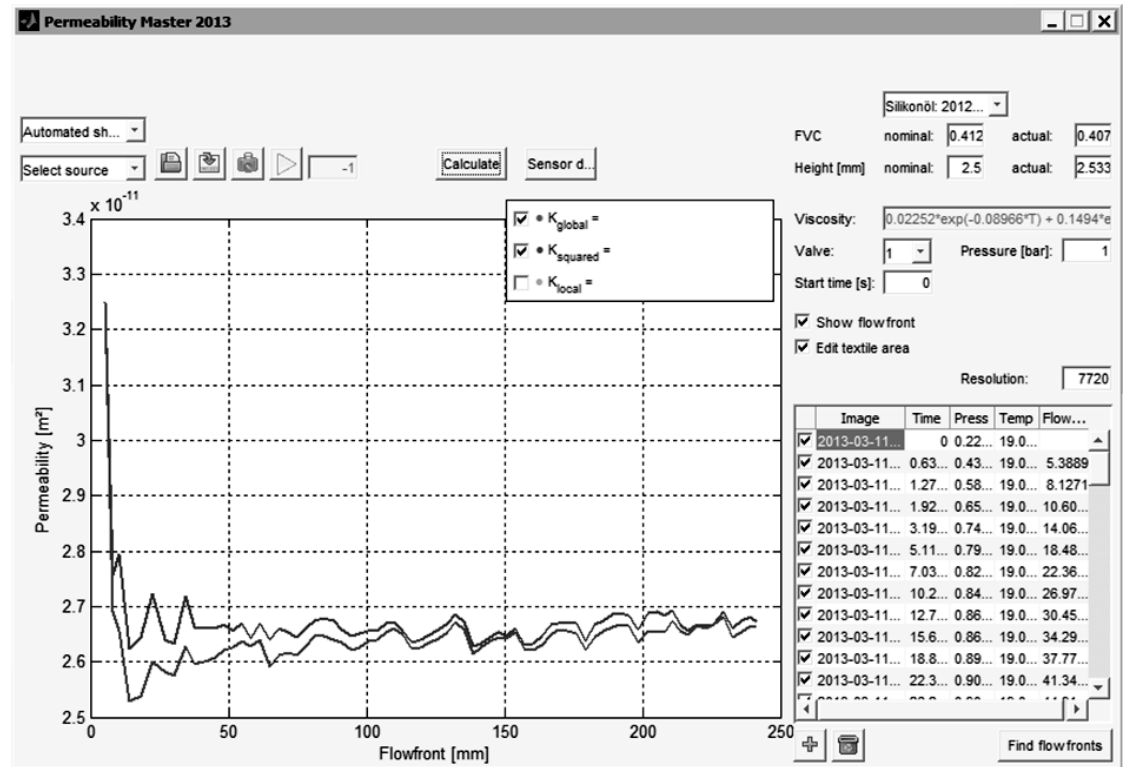 Permeability Master 2013
Silikonöl: 2012...
Automated sh...
FVC nominal: 0.412 actual: 0.407
Select source -1 Calculate Sensor d...
Height [mm] nominal: 2.5 actual: 2.533
x 10-11
3.4
3.3
3.2
3.1
3
2.9
2.8
2.7
2.6
2.5
Permeability [m²]
0 50 100 150 200 250
Flowfront [mm]
Kglobal =
Ksquared =
Klocal =
Viscosity: 0.02252*exp(-0.08966*T) + 0.1494*e
Valve: 1 Pressure [bar]: 1
Start time [s]: 0
Show flowfront
Edit textile area
Resolution: 7720
Image Time Press Temp Flow...
2013-03-11... 0 0.22... 19.0...
2013-03-11... 0.63... 0.43... 19.0... 5.3889
2013-03-11... 1.27... 0.58... 19.0... 8.1271
2013-03-11... 1.92... 0.65... 19.0... 10.60...
2013-03-11... 3.19... 0.74... 19.0... 14.06...
2013-03-11... 5.11... 0.79... 19.0... 18.48...
2013-03-11... 7.03... 0.82... 19.0... 22.36...
2013-03-11... 10.2... 0.84... 19.0... 26.97...
2013-03-11... 12.7... 0.86... 19.0... 30.45...
2013-03-11... 15.6... 0.86... 19.0... 34.29...
2013-03-11... 18.8... 0.89... 19.0... 37.77...
2013-03-11... 22.3... 0.90... 19.0... 41.34...
Find flowfronts